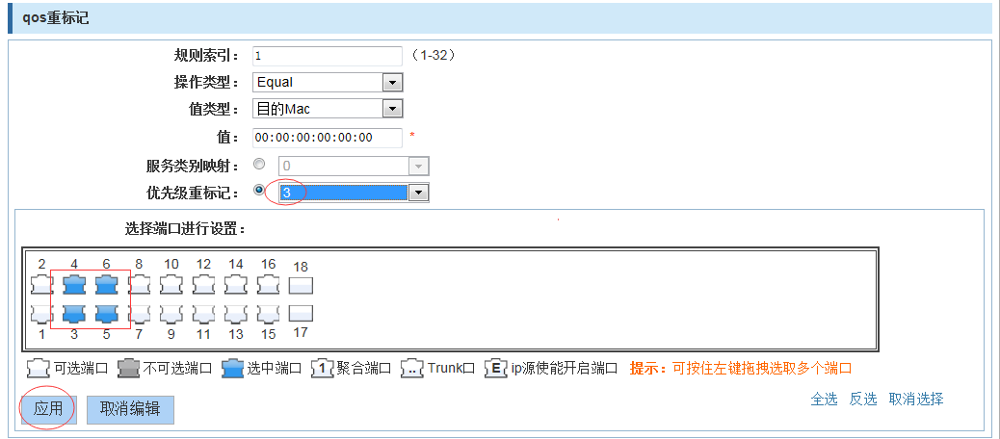 qos重标记
规则索引： 1 （1-32）
操作类型： Equal
值类型： 目的Mac
值： 00:00:00:00:00:00 *
服务类别映射： 0
优先级重标记： 3
选择端口进行设置：
2 4 6 8 10 12 14 16 18
1 3 5 7 9 11 13 15 17
可选端口 不可选端口 选中端口 1 聚合端口 .. Trunk口 E ip源使能开启端口 提示：可按住左键拖拽选取多个端口
全选 反选 取消选择
应用 取消编辑